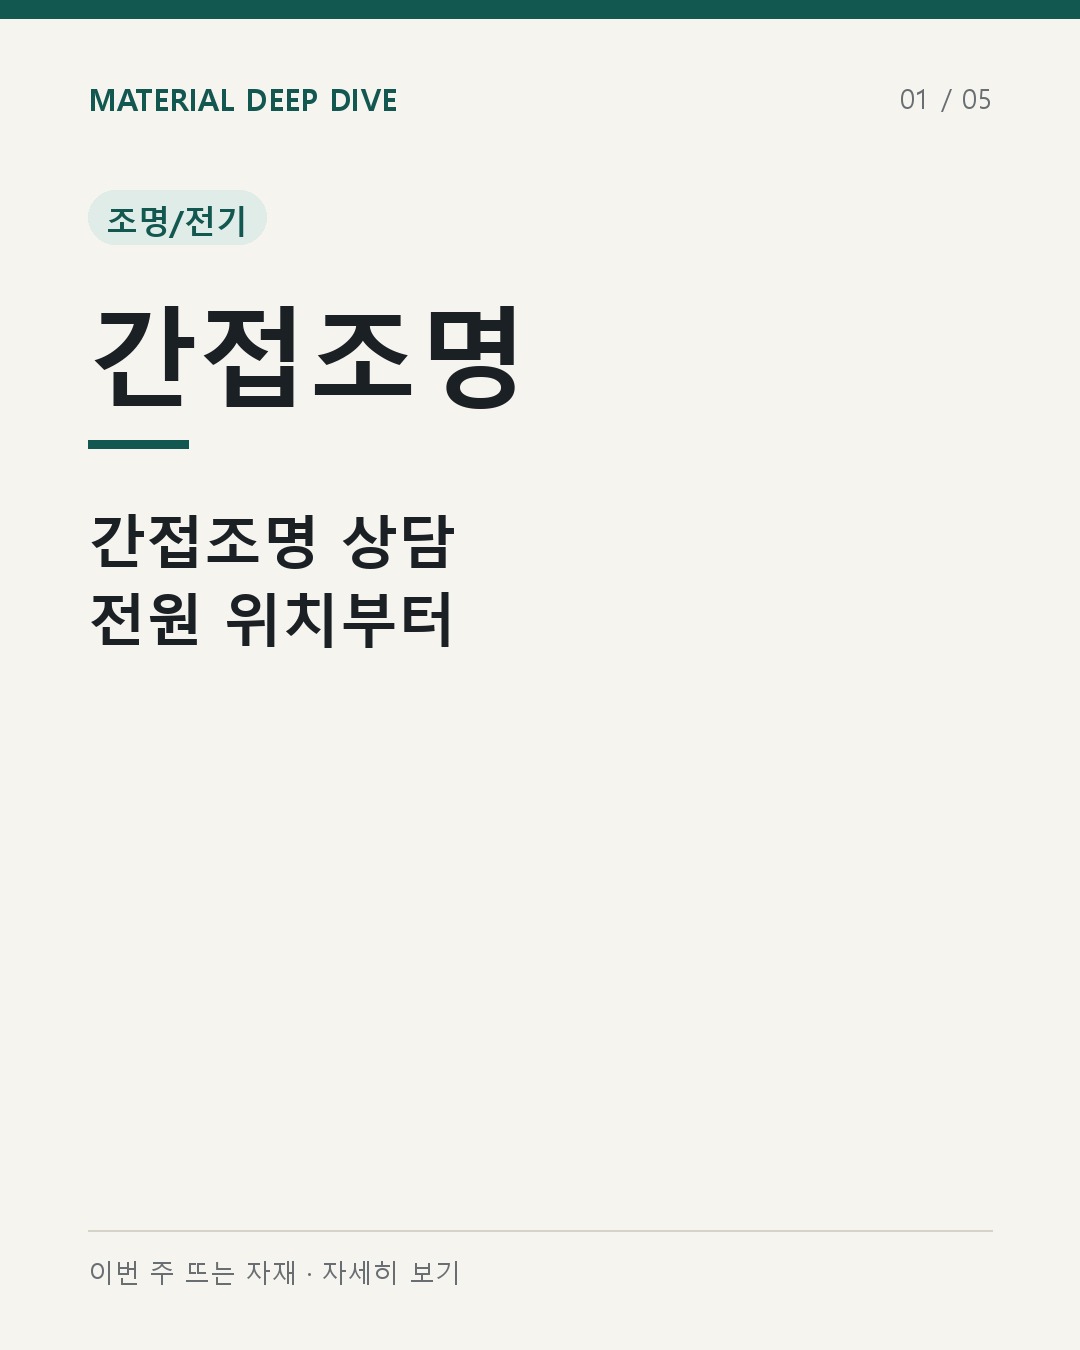 MATERIAL DEEP DIVE
01 / 05
조명/전기
간접조명
간접조명 상담
전원 위치부터
이번 주 뜨는 자재 · 자세히 보기